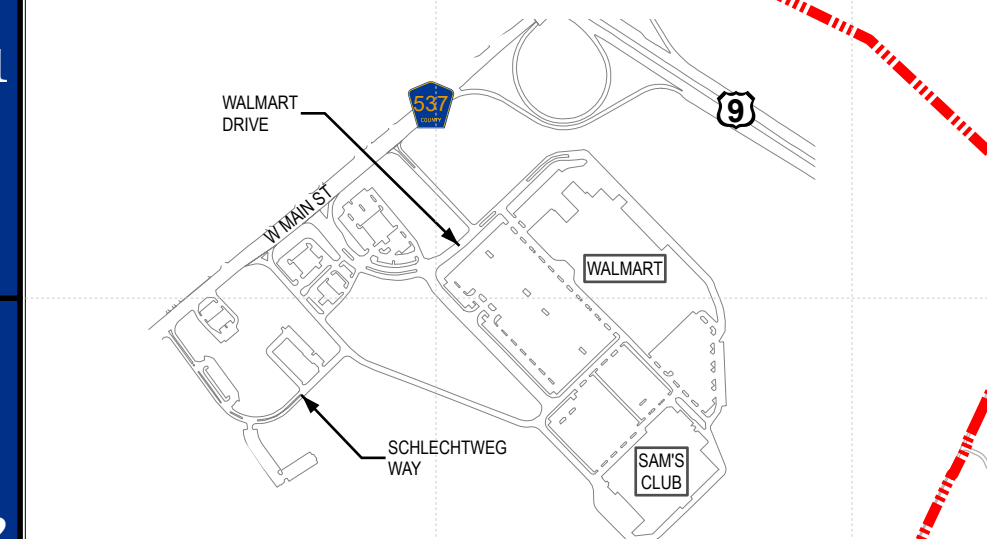 WALMART
DRIVE
537
COUNTY
9
W MAIN ST
WALMART
SCHLECHTWEG
WAY
SAM'S
CLUB